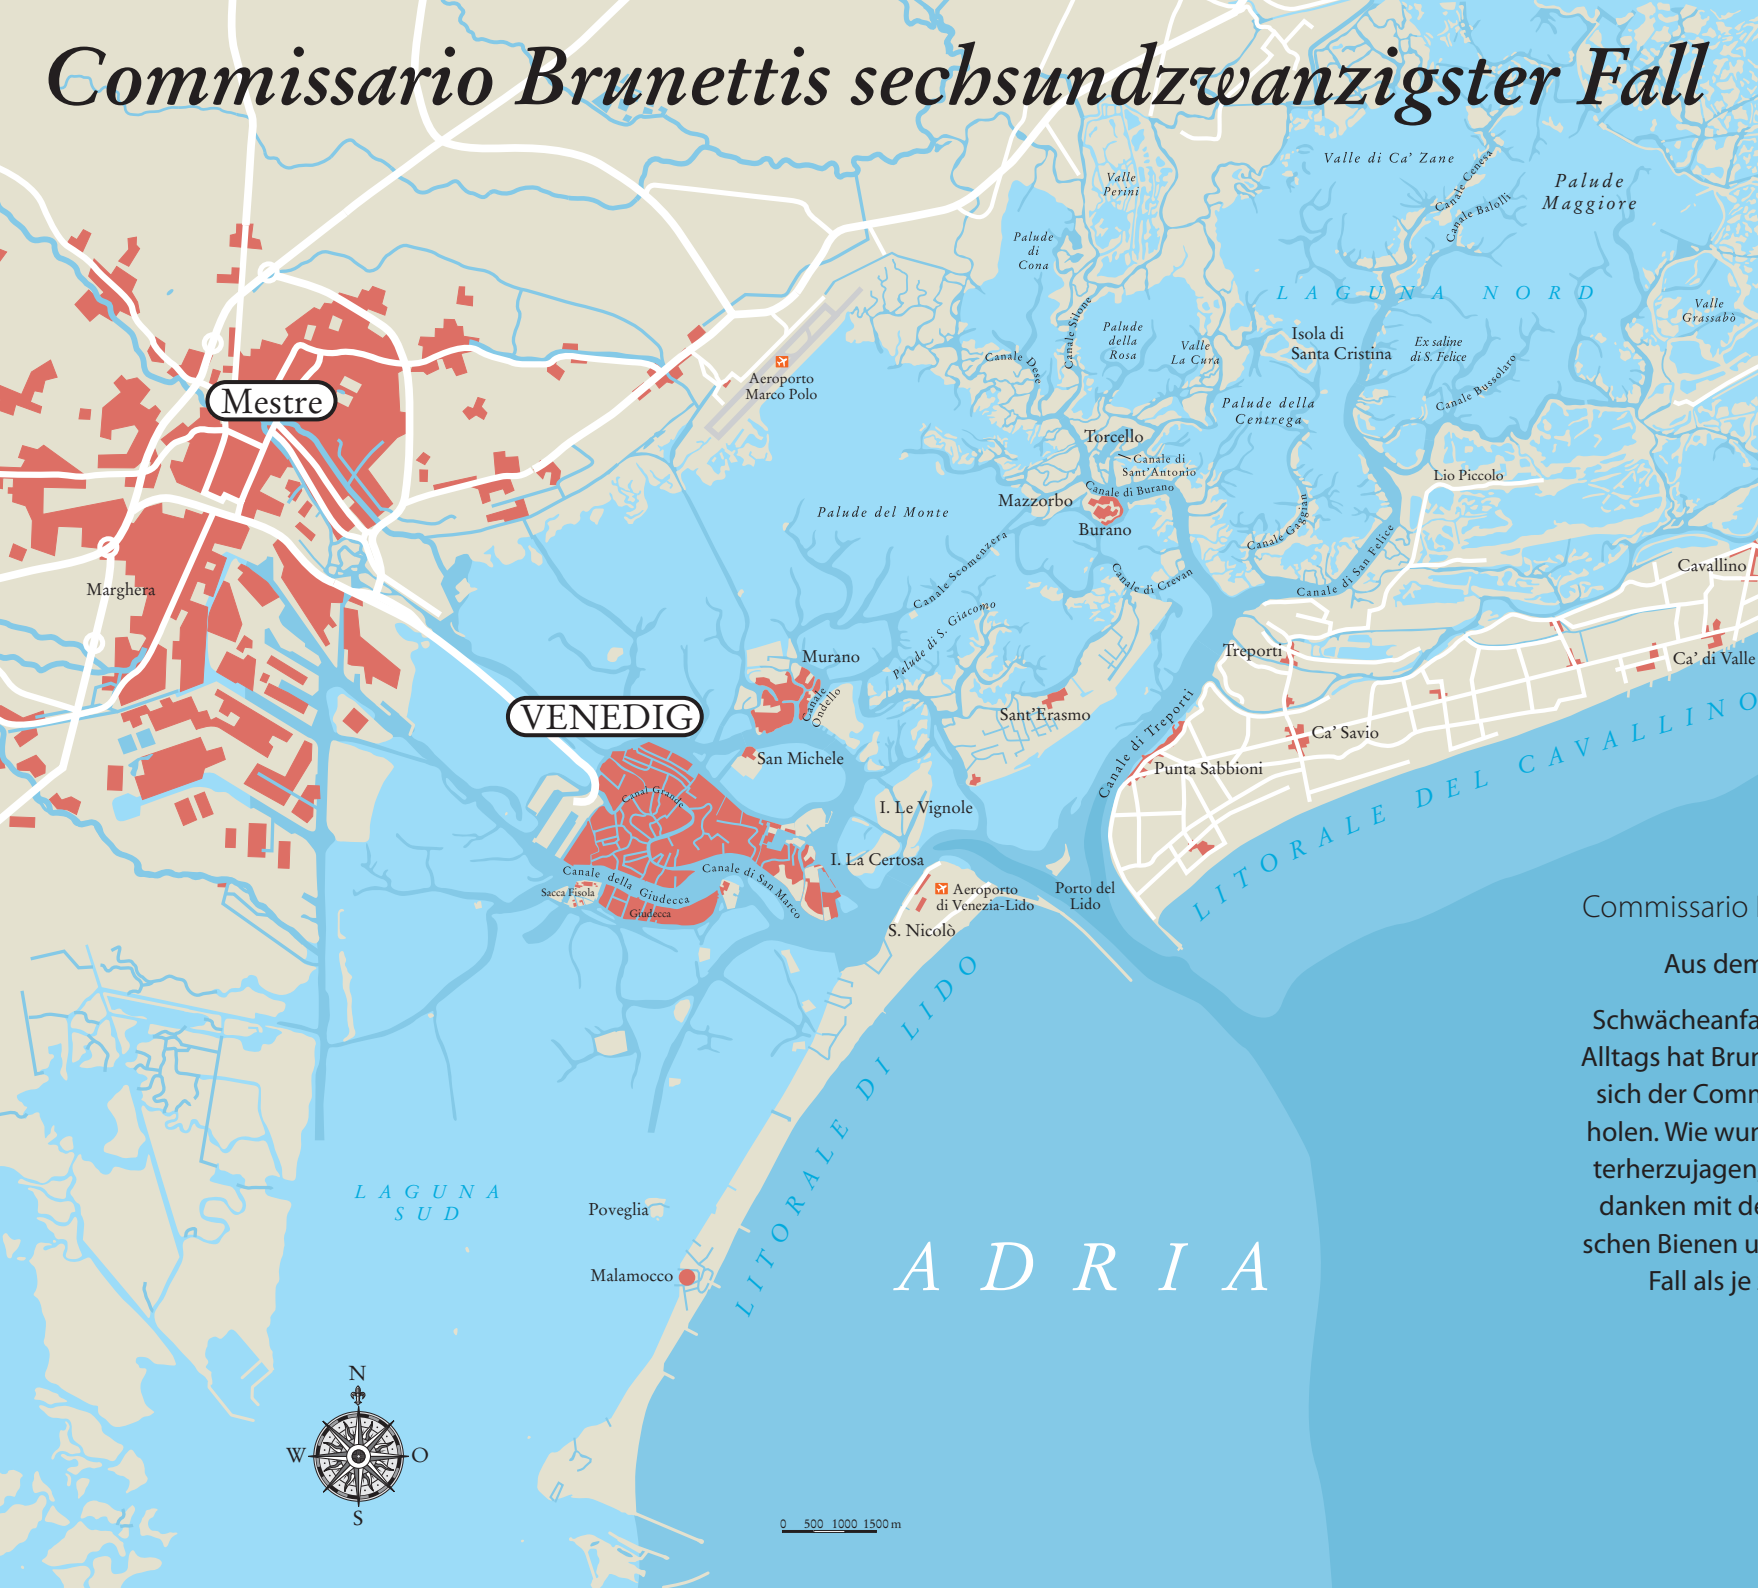 Commissario Brunettis sechsundzwanzigster Fall
Valle di Ca' Zane
Canale Cenesa
Palude
Maggiore
Valle
Perini
Canale Balolli
Palude
di
Cona
LAGUNA NORD
Valle
Grassabò
Canale Silone
Palude
della
Rosa
Valle
La Cura
Isola di
Santa Cristina
Ex saline
di S. Felice
Canale Dese
Canale Bussolaro
Aeroporto
Marco Polo
Mestre
Palude della
Centrega
Torcello
Canale di
Sant'Antonio
Lio Piccolo
Canale di Burano
Mazzorbo
Burano
Palude del Monte
Canale Gaggian
Canale Scomenzera
Canale di San Felice
Cavallino
Canale di Crevan
Marghera
Palude di S. Giacomo
Treporti
Murano
Ca' di Valle
Canale
Ondello
VENEDIG
Sant'Erasmo
Canale di Treporti
Ca' Savio
San Michele
Punta Sabbioni
LITORALE DEL CAVALLINO
Canal Grande
I. Le Vignole
I. La Certosa
Canale della Giudecca
Canale di San Marco
Sacca Fisola
Giudecca
Aeroporto
di Venezia-Lido
Porto del
Lido
S. Nicolò
LITORALE DI LIDO
Commissario
Aus dem
Schwächeanfa
Alltags hat Brun
sich der Comm
holen. Wie wur
terherzujagen
danken mit de
schen Bienen u
Fall als je
LAGUNA
SUD
Poveglia
Malamocco
ADRIA
N
W
O
S
0 500 1000 1500 m